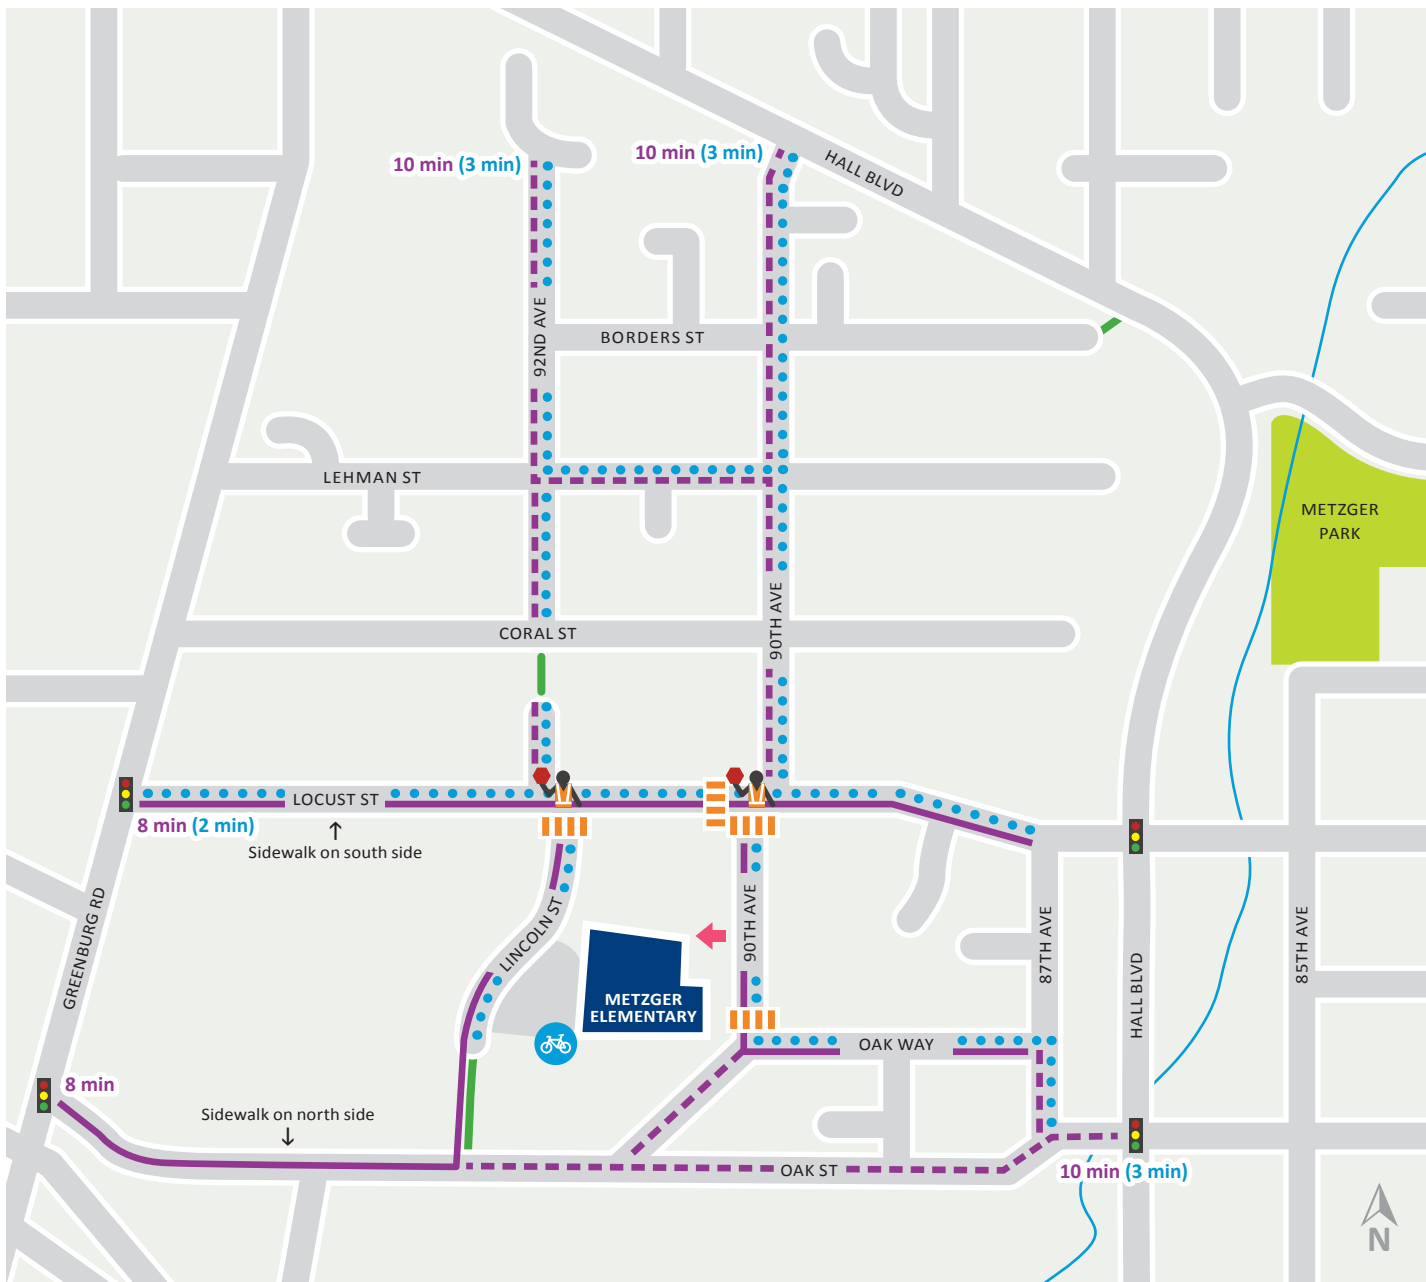 10 min (3 min)
10 min (3 min)
HALL BLVD
92ND AVE
BORDERS ST
LEHMAN ST
METZGER
PARK
90TH AVE
CORAL ST
LOCUST ST
8 min (2 min)
Sidewalk on south side
GREENBURG RD
LINCOLN ST
90TH AVE
87TH AVE
85TH AVE
HALL BLVD
METZGER
ELEMENTARY
OAK WAY
8 min
Sidewalk on north side
OAK ST
10 min (3 min)
N